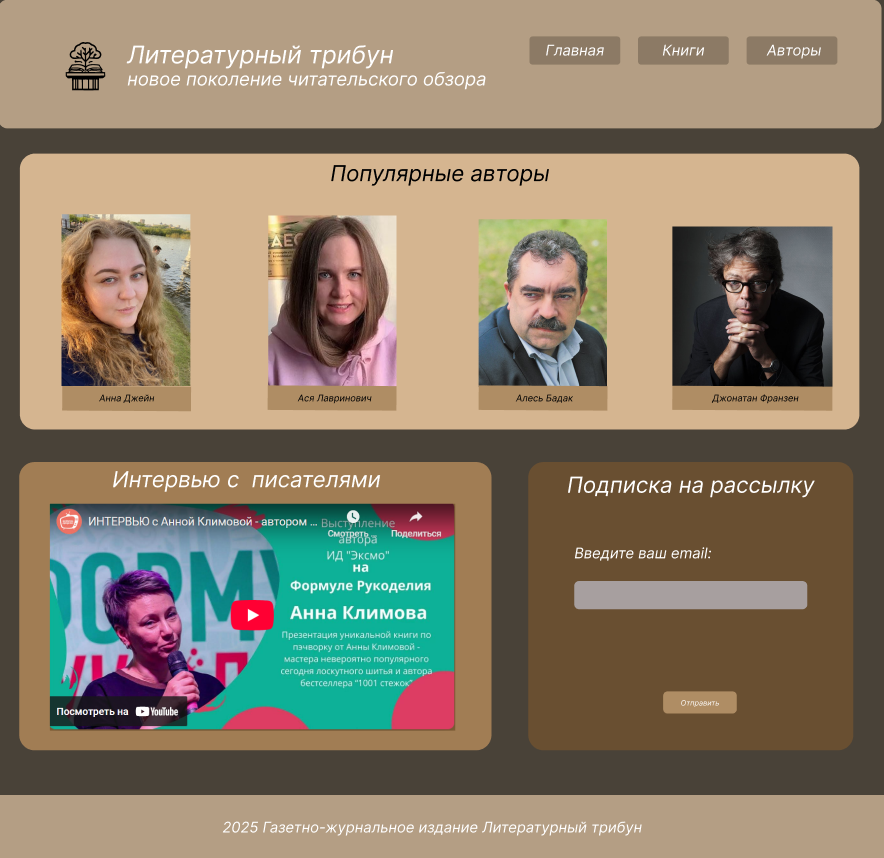 Литературный трибун
новое поколение читательского обзора
Главная
Книги
Авторы
Популярные авторы
Анна Джейн
Ася Лавринович
Алесь Бадак
Джонатан Франзен
Интервью с писателями
ИНТЕРВЬЮ с Анной Климовой - автором ...
Смотреть...
Поделиться
Выступление
автора
ИД "Эксмо"
на
Формуле Рукоделия
Анна Климова
Презентация уникальной книги по
пэчворку от Анны Климовой -
мастера невероятно популярного
сегодня лоскутного шитья и автора
бестселлера "1001 стежок"
Посмотреть на YouTube
Подписка на рассылку
Введите ваш email:
Отправить
2025 Газетно-журнальное издание Литературный трибун